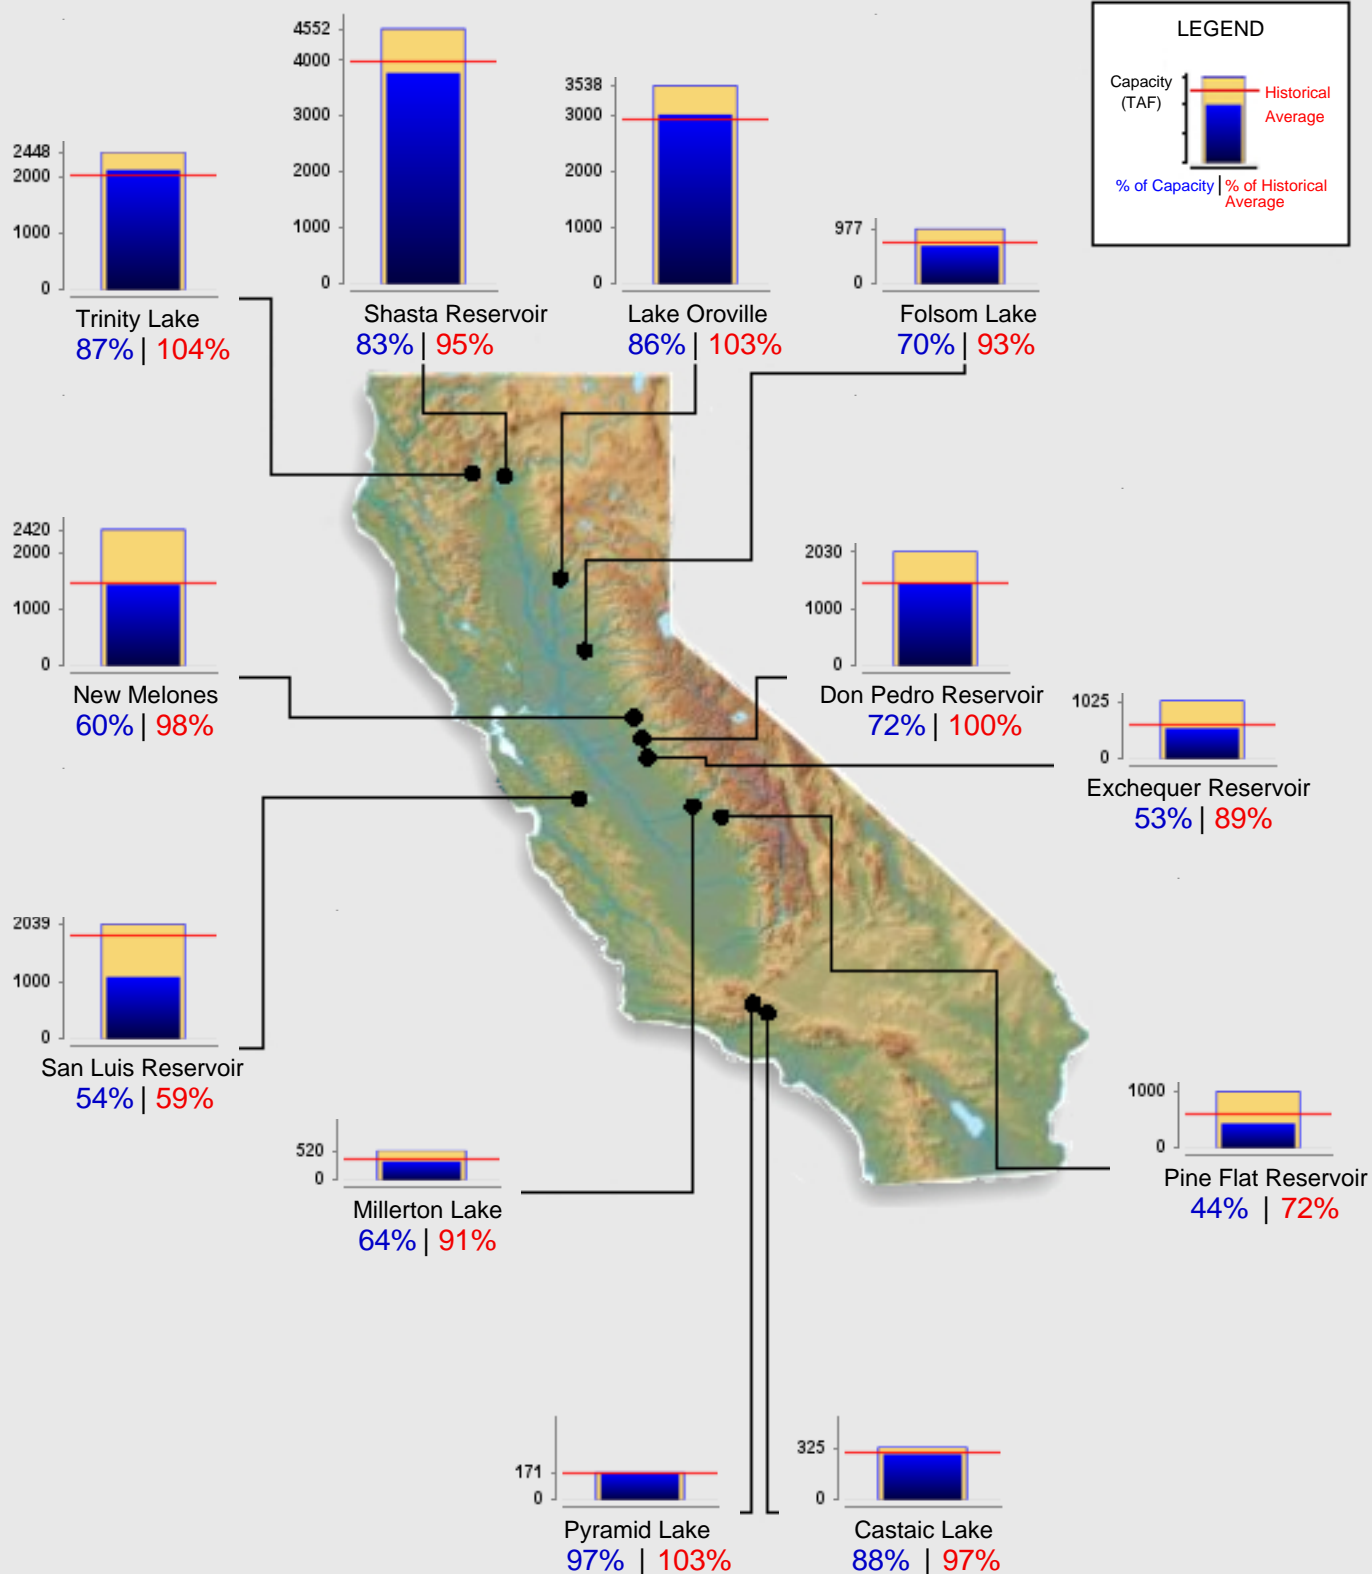 LEGEND
Capacity
(TAF)
Historical
Average
% of Capacity | % of Historical
Average
4552
4000
3000
2000
1000
0
Shasta Reservoir
83% | 95%
3538
3000
2000
1000
0
Lake Oroville
86% | 103%
2448
2000
1000
0
Trinity Lake
87% | 104%
977
0
Folsom Lake
70% | 93%
2420
2000
1000
0
New Melones
60% | 98%
2030
1000
0
Don Pedro Reservoir
72% | 100%
1025
0
Exchequer Reservoir
53% | 89%
2039
1000
0
San Luis Reservoir
54% | 59%
520
0
Millerton Lake
64% | 91%
1000
0
Pine Flat Reservoir
44% | 72%
171
0
Pyramid Lake
97% | 103%
325
0
Castaic Lake
88% | 97%